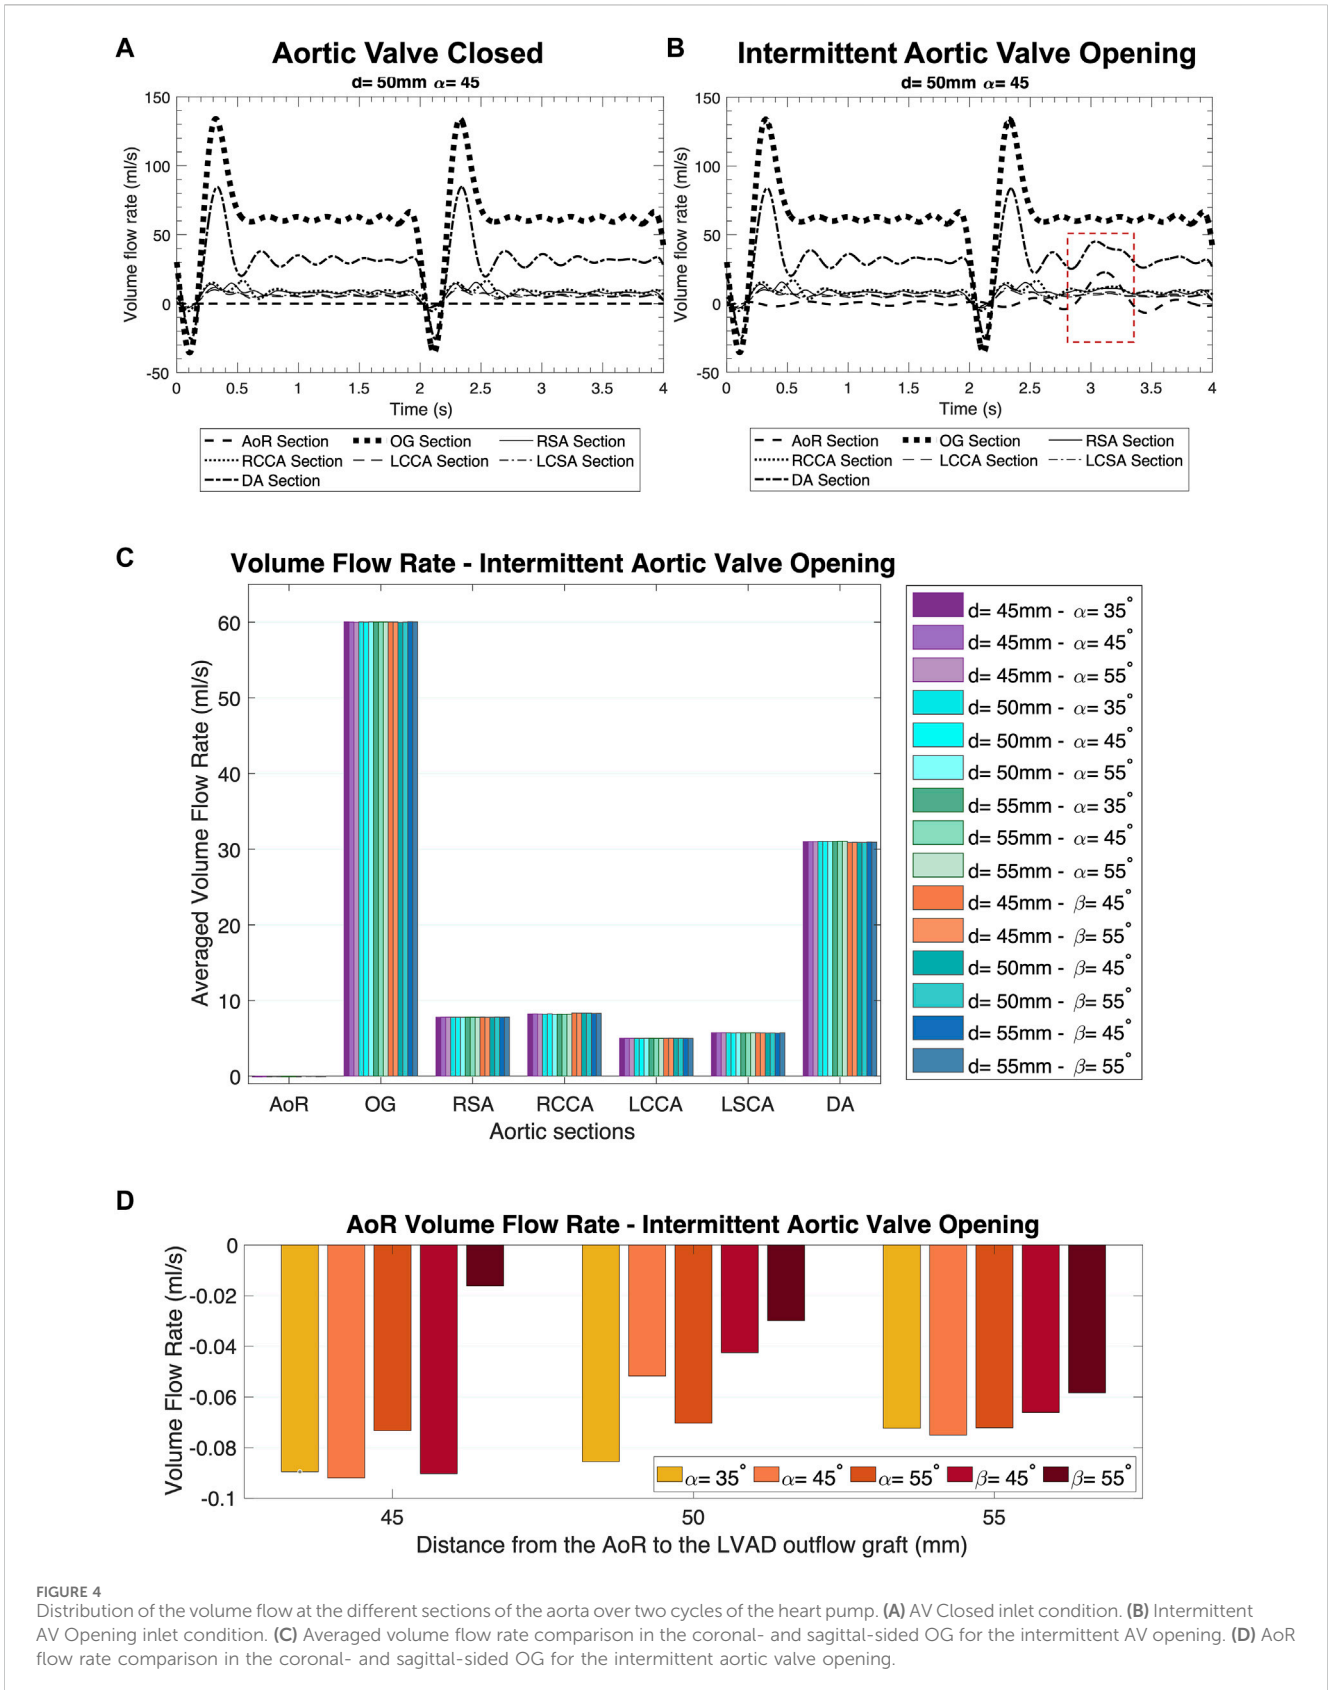 A
Aortic Valve Closed
d= 50mm α= 45
Volume flow rate (ml/s)
150
100
50
0
-50
0 0.5 1 1.5 2 2.5 3 3.5 4
Time (s)
AoR Section OG Section RSA Section
RCCA Section LCCA Section LCSA Section
DA Section
B
Intermittent Aortic Valve Opening
d= 50mm α= 45
Volume flow rate (ml/s)
150
100
50
0
-50
0 0.5 1 1.5 2 2.5 3 3.5 4
Time (s)
AoR Section OG Section RSA Section
RCCA Section LCCA Section LCSA Section
DA Section
C
Volume Flow Rate - Intermittent Aortic Valve Opening
Averaged Volume Flow Rate (ml/s)
60
50
40
30
20
10
0
AoR OG RSA RCCA LCCA LSCA DA
Aortic sections
d= 45mm - α= 35°
d= 45mm - α= 45°
d= 45mm - α= 55°
d= 50mm - α= 35°
d= 50mm - α= 45°
d= 50mm - α= 55°
d= 55mm - α= 35°
d= 55mm - α= 45°
d= 55mm - α= 55°
d= 45mm - β= 45°
d= 45mm - β= 55°
d= 50mm - β= 45°
d= 50mm - β= 55°
d= 55mm - β= 45°
d= 55mm - β= 55°
D
AoR Volume Flow Rate - Intermittent Aortic Valve Opening
Volume Flow Rate (ml/s)
0
-0.02
-0.04
-0.06
-0.08
-0.1
α= 35° α= 45° α= 55° β= 45° β= 55°
45 50 55
Distance from the AoR to the LVAD outflow graft (mm)
FIGURE 4
Distribution of the volume flow at the different sections of the aorta over two cycles of the heart pump. (A) AV Closed inlet condition. (B) Intermittent
AV Opening inlet condition. (C) Averaged volume flow rate comparison in the coronal- and sagittal-sided OG for the intermittent AV opening. (D) AoR
flow rate comparison in the coronal- and sagittal-sided OG for the intermittent aortic valve opening.